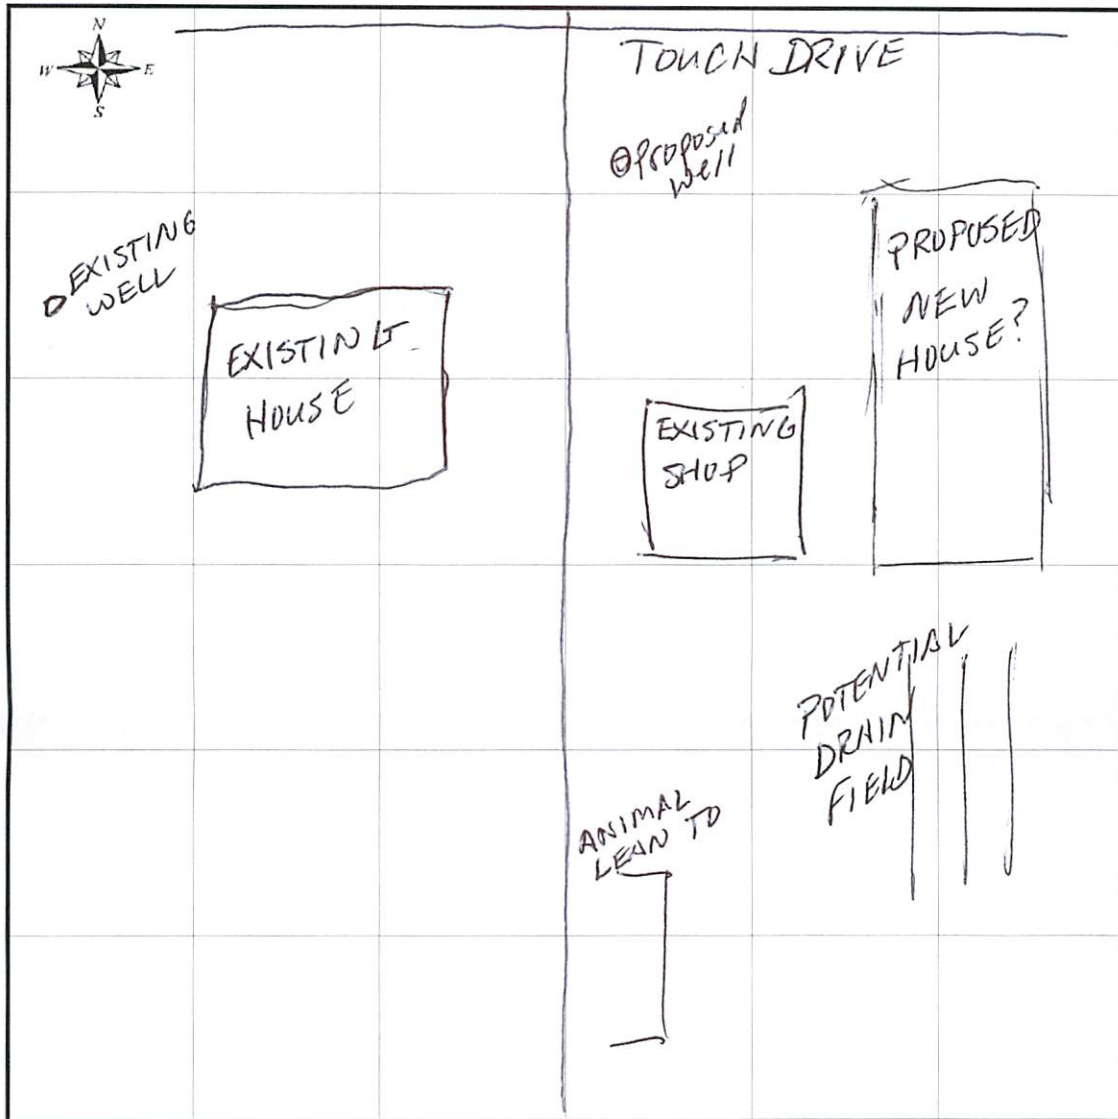 N
W E
S
TOUCH DRIVE
proposed
well
EXISTING
WELL
EXISTING
HOUSE
PROPOSED
NEW
HOUSE?
EXISTING
SHOP
POTENTIAL
DRAIN
FIELD
ANIMAL
LEAN TO